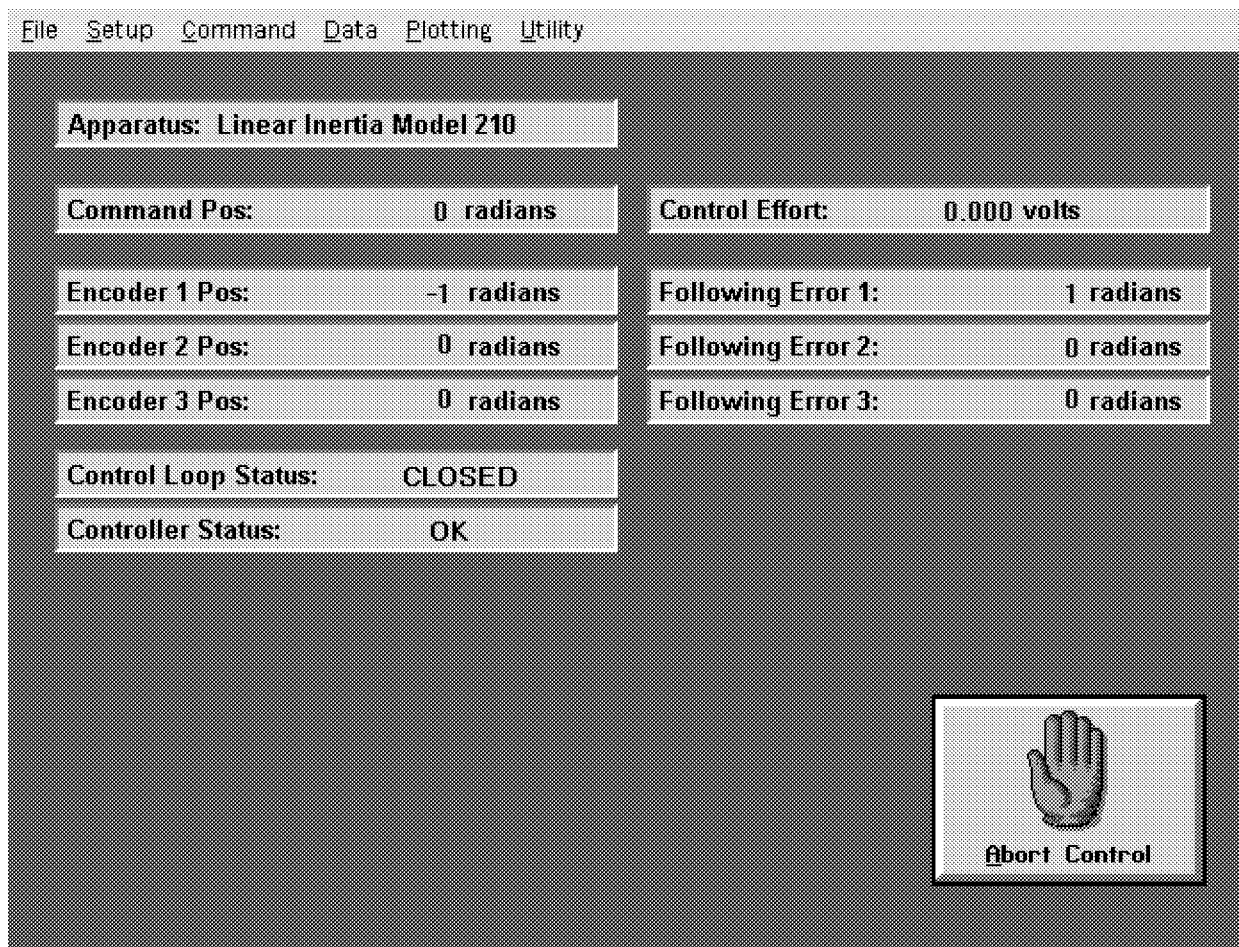 File Setup Command Data Plotting Utility
Apparatus: Linear Inertia Model 210
Command Pos: 0 radians
Control Effort: 0.000 volts
Encoder 1 Pos: -1 radians
Following Error 1: 1 radians
Encoder 2 Pos: 0 radians
Following Error 2: 0 radians
Encoder 3 Pos: 0 radians
Following Error 3: 0 radians
Control Loop Status: CLOSED
Controller Status: OK
Abort Control